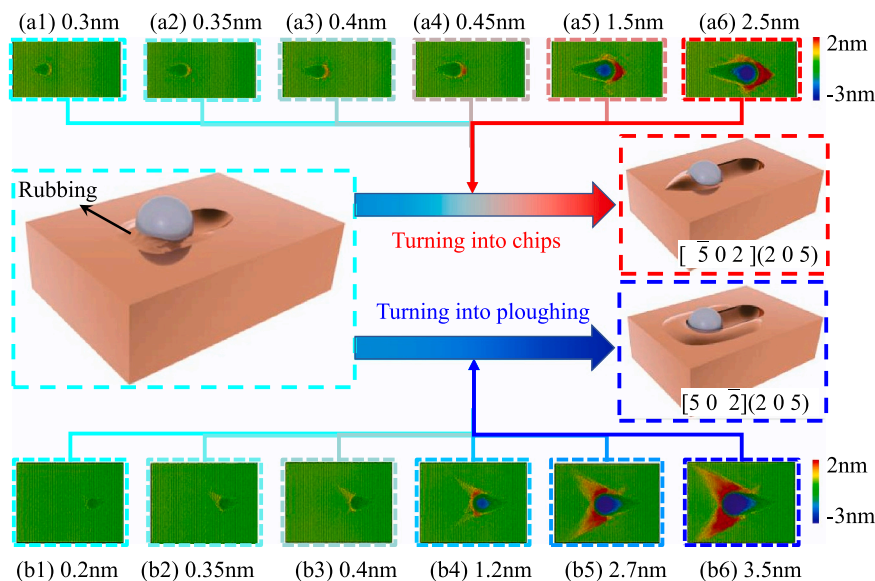 (a1) 0.3nm (a2) 0.35nm (a3) 0.4nm (a4) 0.45nm (a5) 1.5nm (a6) 2.5nm
2nm
-3nm
Rubbing
Turning into chips
[ 5̅ 0 2 ](2 0 5)
Turning into ploughing
[5 0 2̅](2 0 5)
2nm
-3nm
(b1) 0.2nm (b2) 0.35nm (b3) 0.4nm (b4) 1.2nm (b5) 2.7nm (b6) 3.5nm